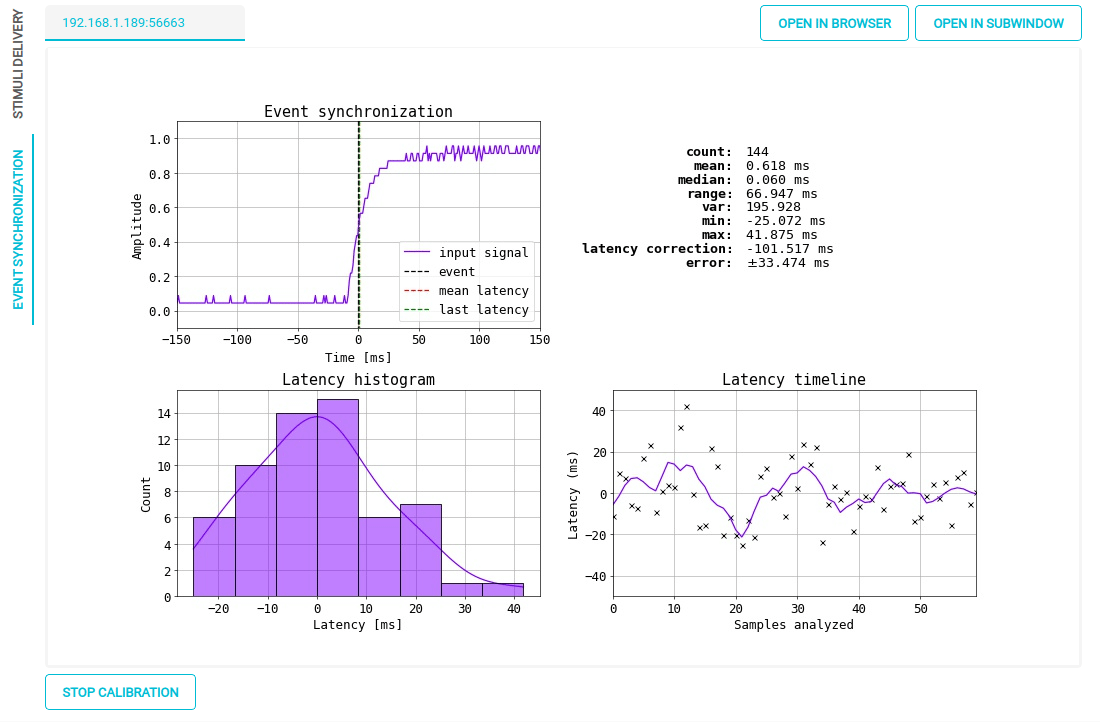 STIMULI DELIVERY
EVENT SYNCHRONIZATION
192.168.1.189:56663
OPEN IN BROWSER
OPEN IN SUBWINDOW
Event synchronization
Amplitude
1.0
0.8
0.6
0.4
0.2
0.0
input signal
event
mean latency
last latency
−150 −100 −50 0 50 100 150
Time [ms]
count: 144
mean: 0.618 ms
median: 0.060 ms
range: 66.947 ms
var: 195.928
min: -25.072 ms
max: 41.875 ms
latency correction: -101.517 ms
error: ±33.474 ms
Latency histogram
Count
14
12
10
8
6
4
2
0
−20 −10 0 10 20 30 40
Latency [ms]
Latency timeline
Latency (ms)
40
20
0
−20
−40
0 10 20 30 40 50
Samples analyzed
STOP CALIBRATION